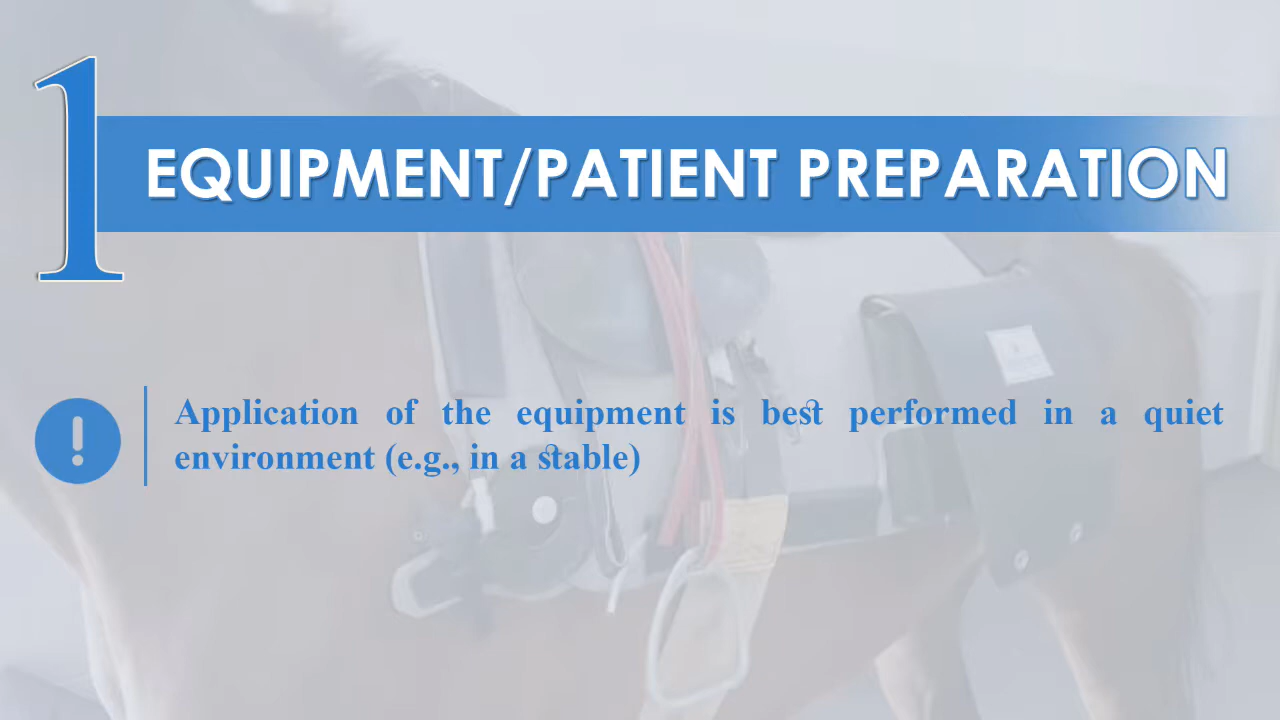 1
EQUIPMENT/PATIENT PREPARATION
Application of the equipment is best performed in a quiet
environment (e.g., in a stable)